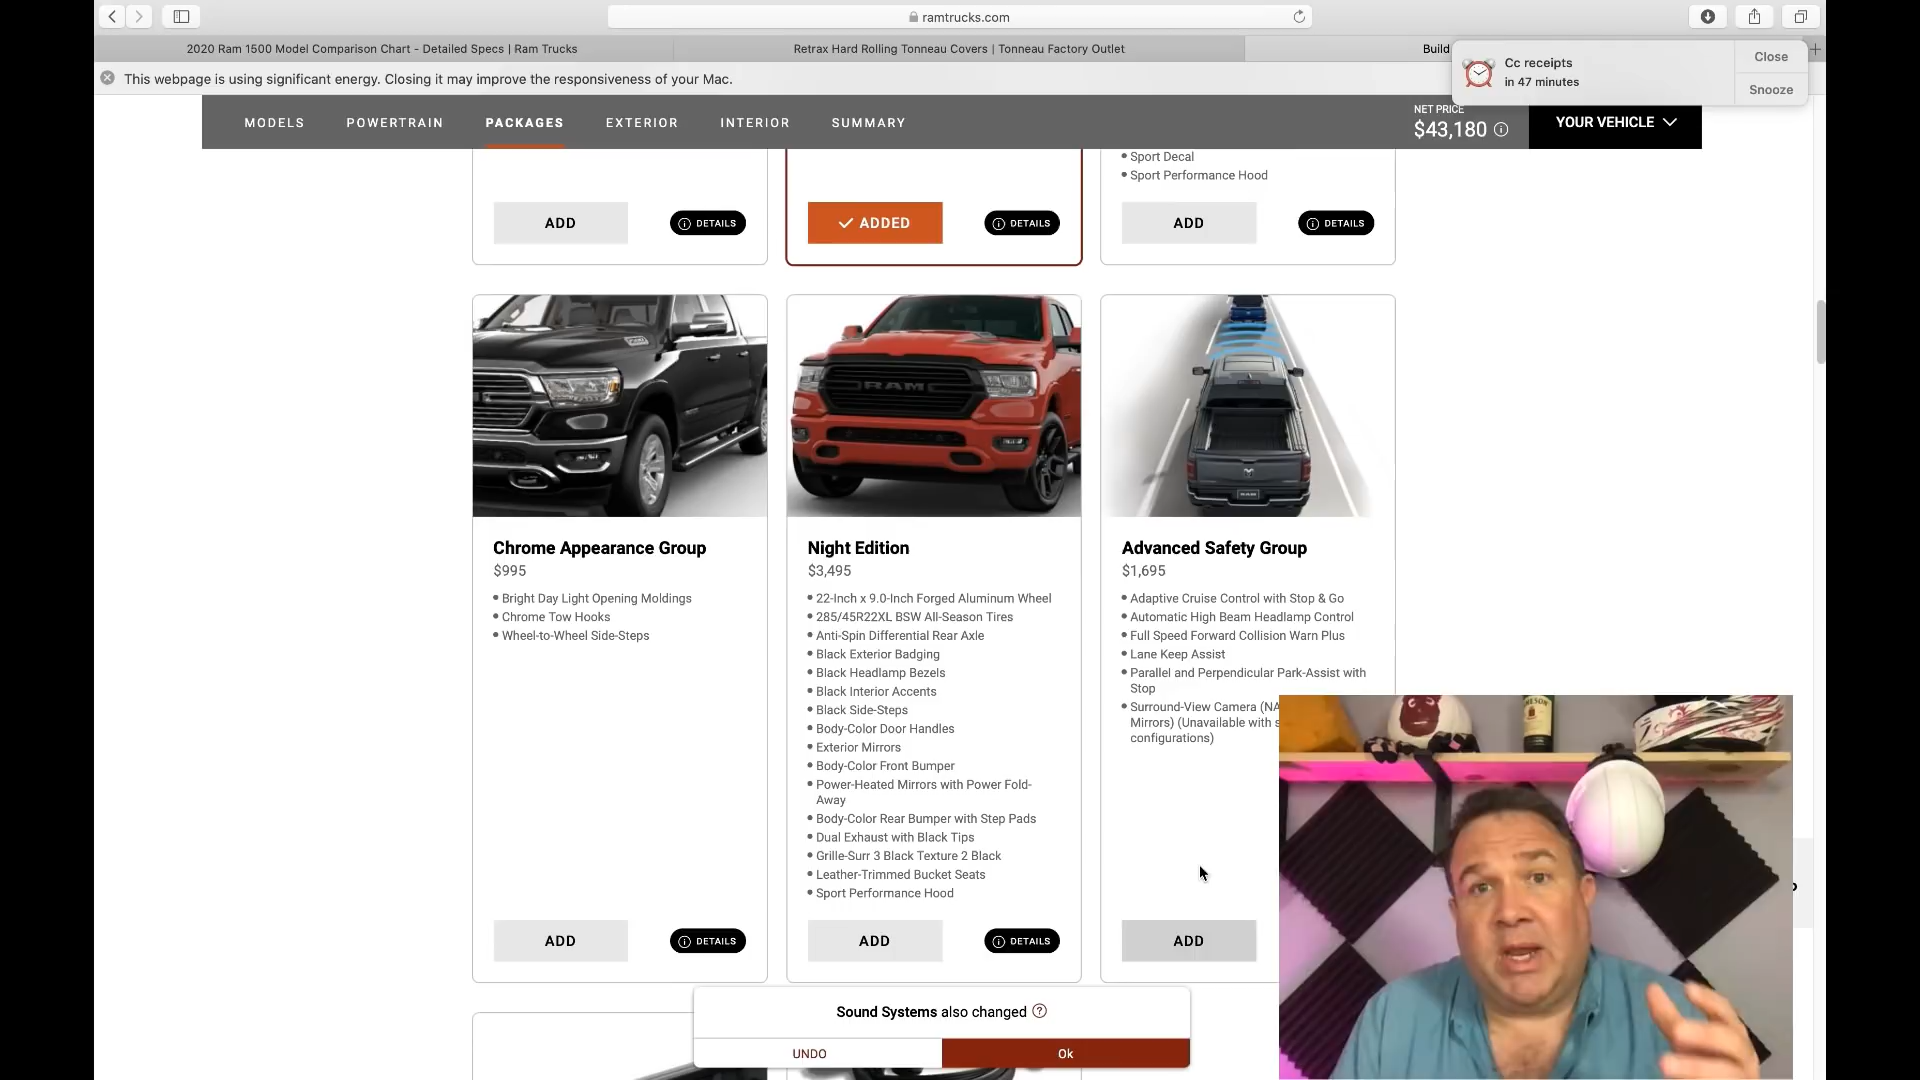 ramtrucks.com
2020 Ram 1500 Model Comparison Chart - Detailed Specs | Ram Trucks
Retrax Hard Rolling Tonneau Covers | Tonneau Factory Outlet
Build
Cc receipts
in 47 minutes
Close
Snooze
This webpage is using significant energy. Closing it may improve the responsiveness of your Mac.
MODELS
POWERTRAIN
PACKAGES
EXTERIOR
INTERIOR
SUMMARY
NET PRICE
$43,180
YOUR VEHICLE
• Sport Decal
• Sport Performance Hood
ADD
DETAILS
ADDED
DETAILS
ADD
DETAILS
RAM
Chrome Appearance Group
$995
• Bright Day Light Opening Moldings
• Chrome Tow Hooks
• Wheel-to-Wheel Side-Steps
ADD
DETAILS
Night Edition
$3,495
• 22-Inch x 9.0-Inch Forged Aluminum Wheel
• 285/45R22XL BSW All-Season Tires
• Anti-Spin Differential Rear Axle
• Black Exterior Badging
• Black Headlamp Bezels
• Black Interior Accents
• Black Side-Steps
• Body-Color Door Handles
• Exterior Mirrors
• Body-Color Front Bumper
• Power-Heated Mirrors with Power Fold-
Away
• Body-Color Rear Bumper with Step Pads
• Dual Exhaust with Black Tips
• Grille-Surr 3 Black Texture 2 Black
• Leather-Trimmed Bucket Seats
• Sport Performance Hood
ADD
DETAILS
Advanced Safety Group
$1,695
• Adaptive Cruise Control with Stop & Go
• Automatic High Beam Headlamp Control
• Full Speed Forward Collision Warn Plus
• Lane Keep Assist
• Parallel and Perpendicular Park-Assist with
Stop
• Surround-View Camera (NA
Mirrors) (Unavailable with
configurations)
ADD
Sound Systems also changed
UNDO
Ok